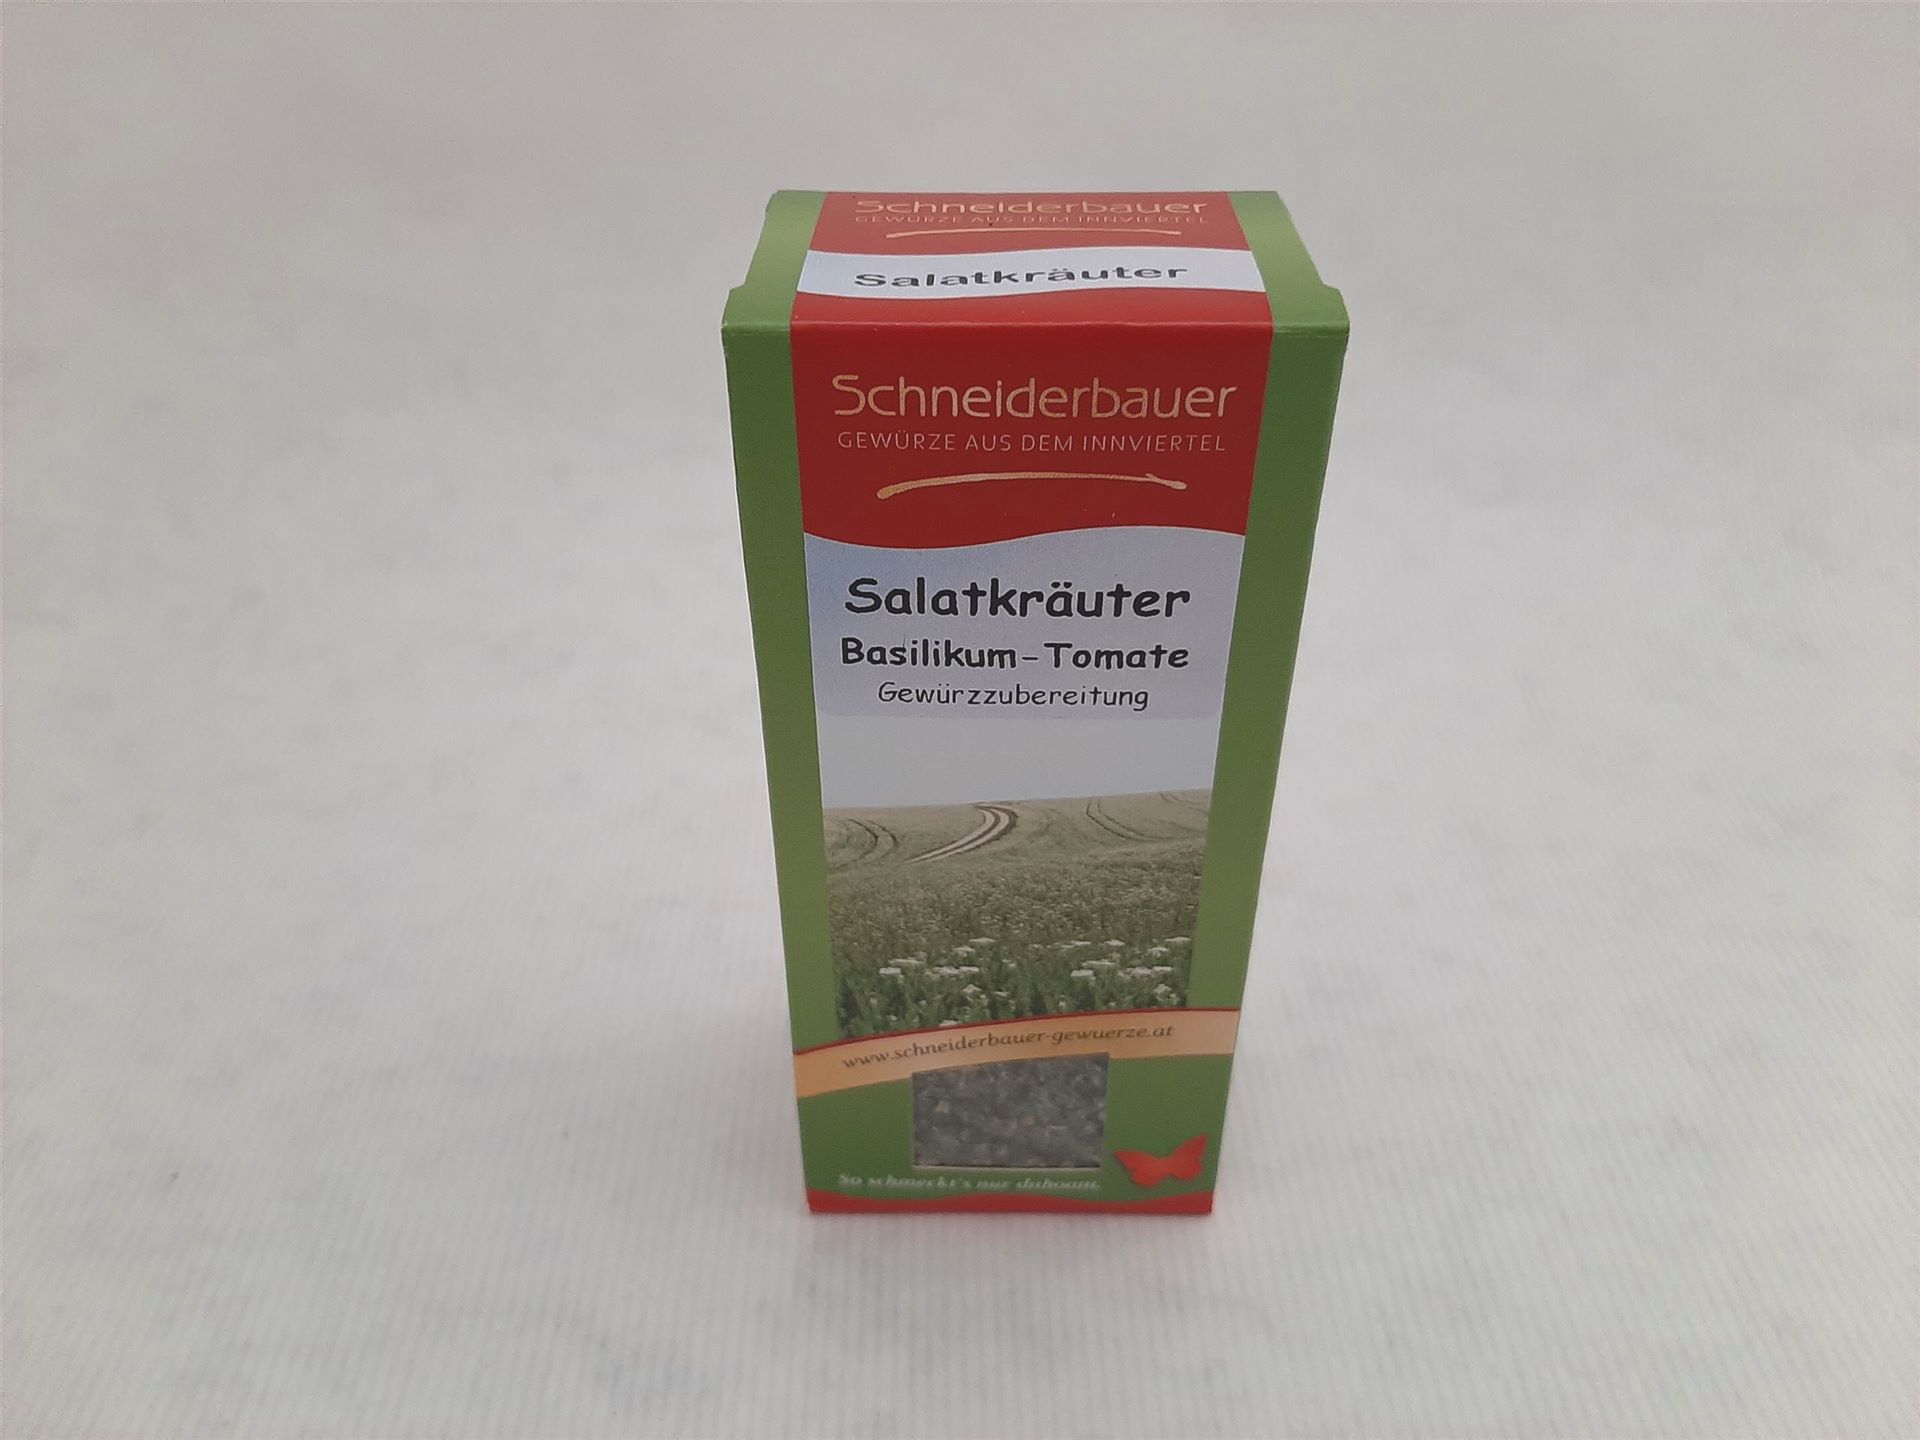 Schneiderbauer
GEWÜRZE AUS DEM INNVIERTEL
Salatkräuter
Schneiderbauer
GEWÜRZE AUS DEM INNVIERTEL
Salatkräuter
Basilikum-Tomate
Gewürzzubereitung
www.schneiderbauer-gewuerze.at
So schmeckt's nur dahoam.